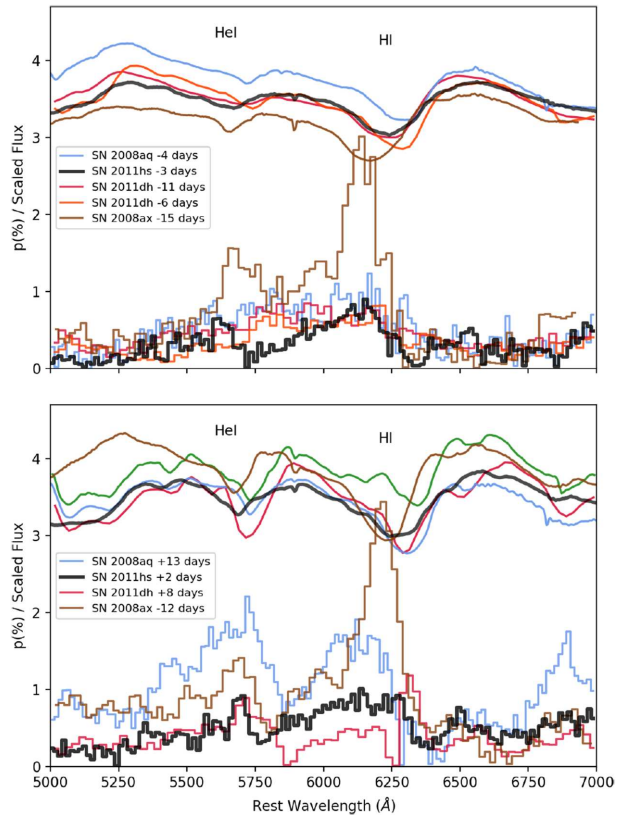 HeI
HI
4
3
2
1
0
p(%) / Scaled Flux
SN 2008aq -4 days
SN 2011hs -3 days
SN 2011dh -11 days
SN 2011dh -6 days
SN 2008ax -15 days
HeI
HI
4
3
2
1
0
p(%) / Scaled Flux
SN 2008aq +13 days
SN 2011hs +2 days
SN 2011dh +8 days
SN 2008ax -12 days
5000 5250 5500 5750 6000 6250 6500 6750 7000
Rest Wavelength (Å)